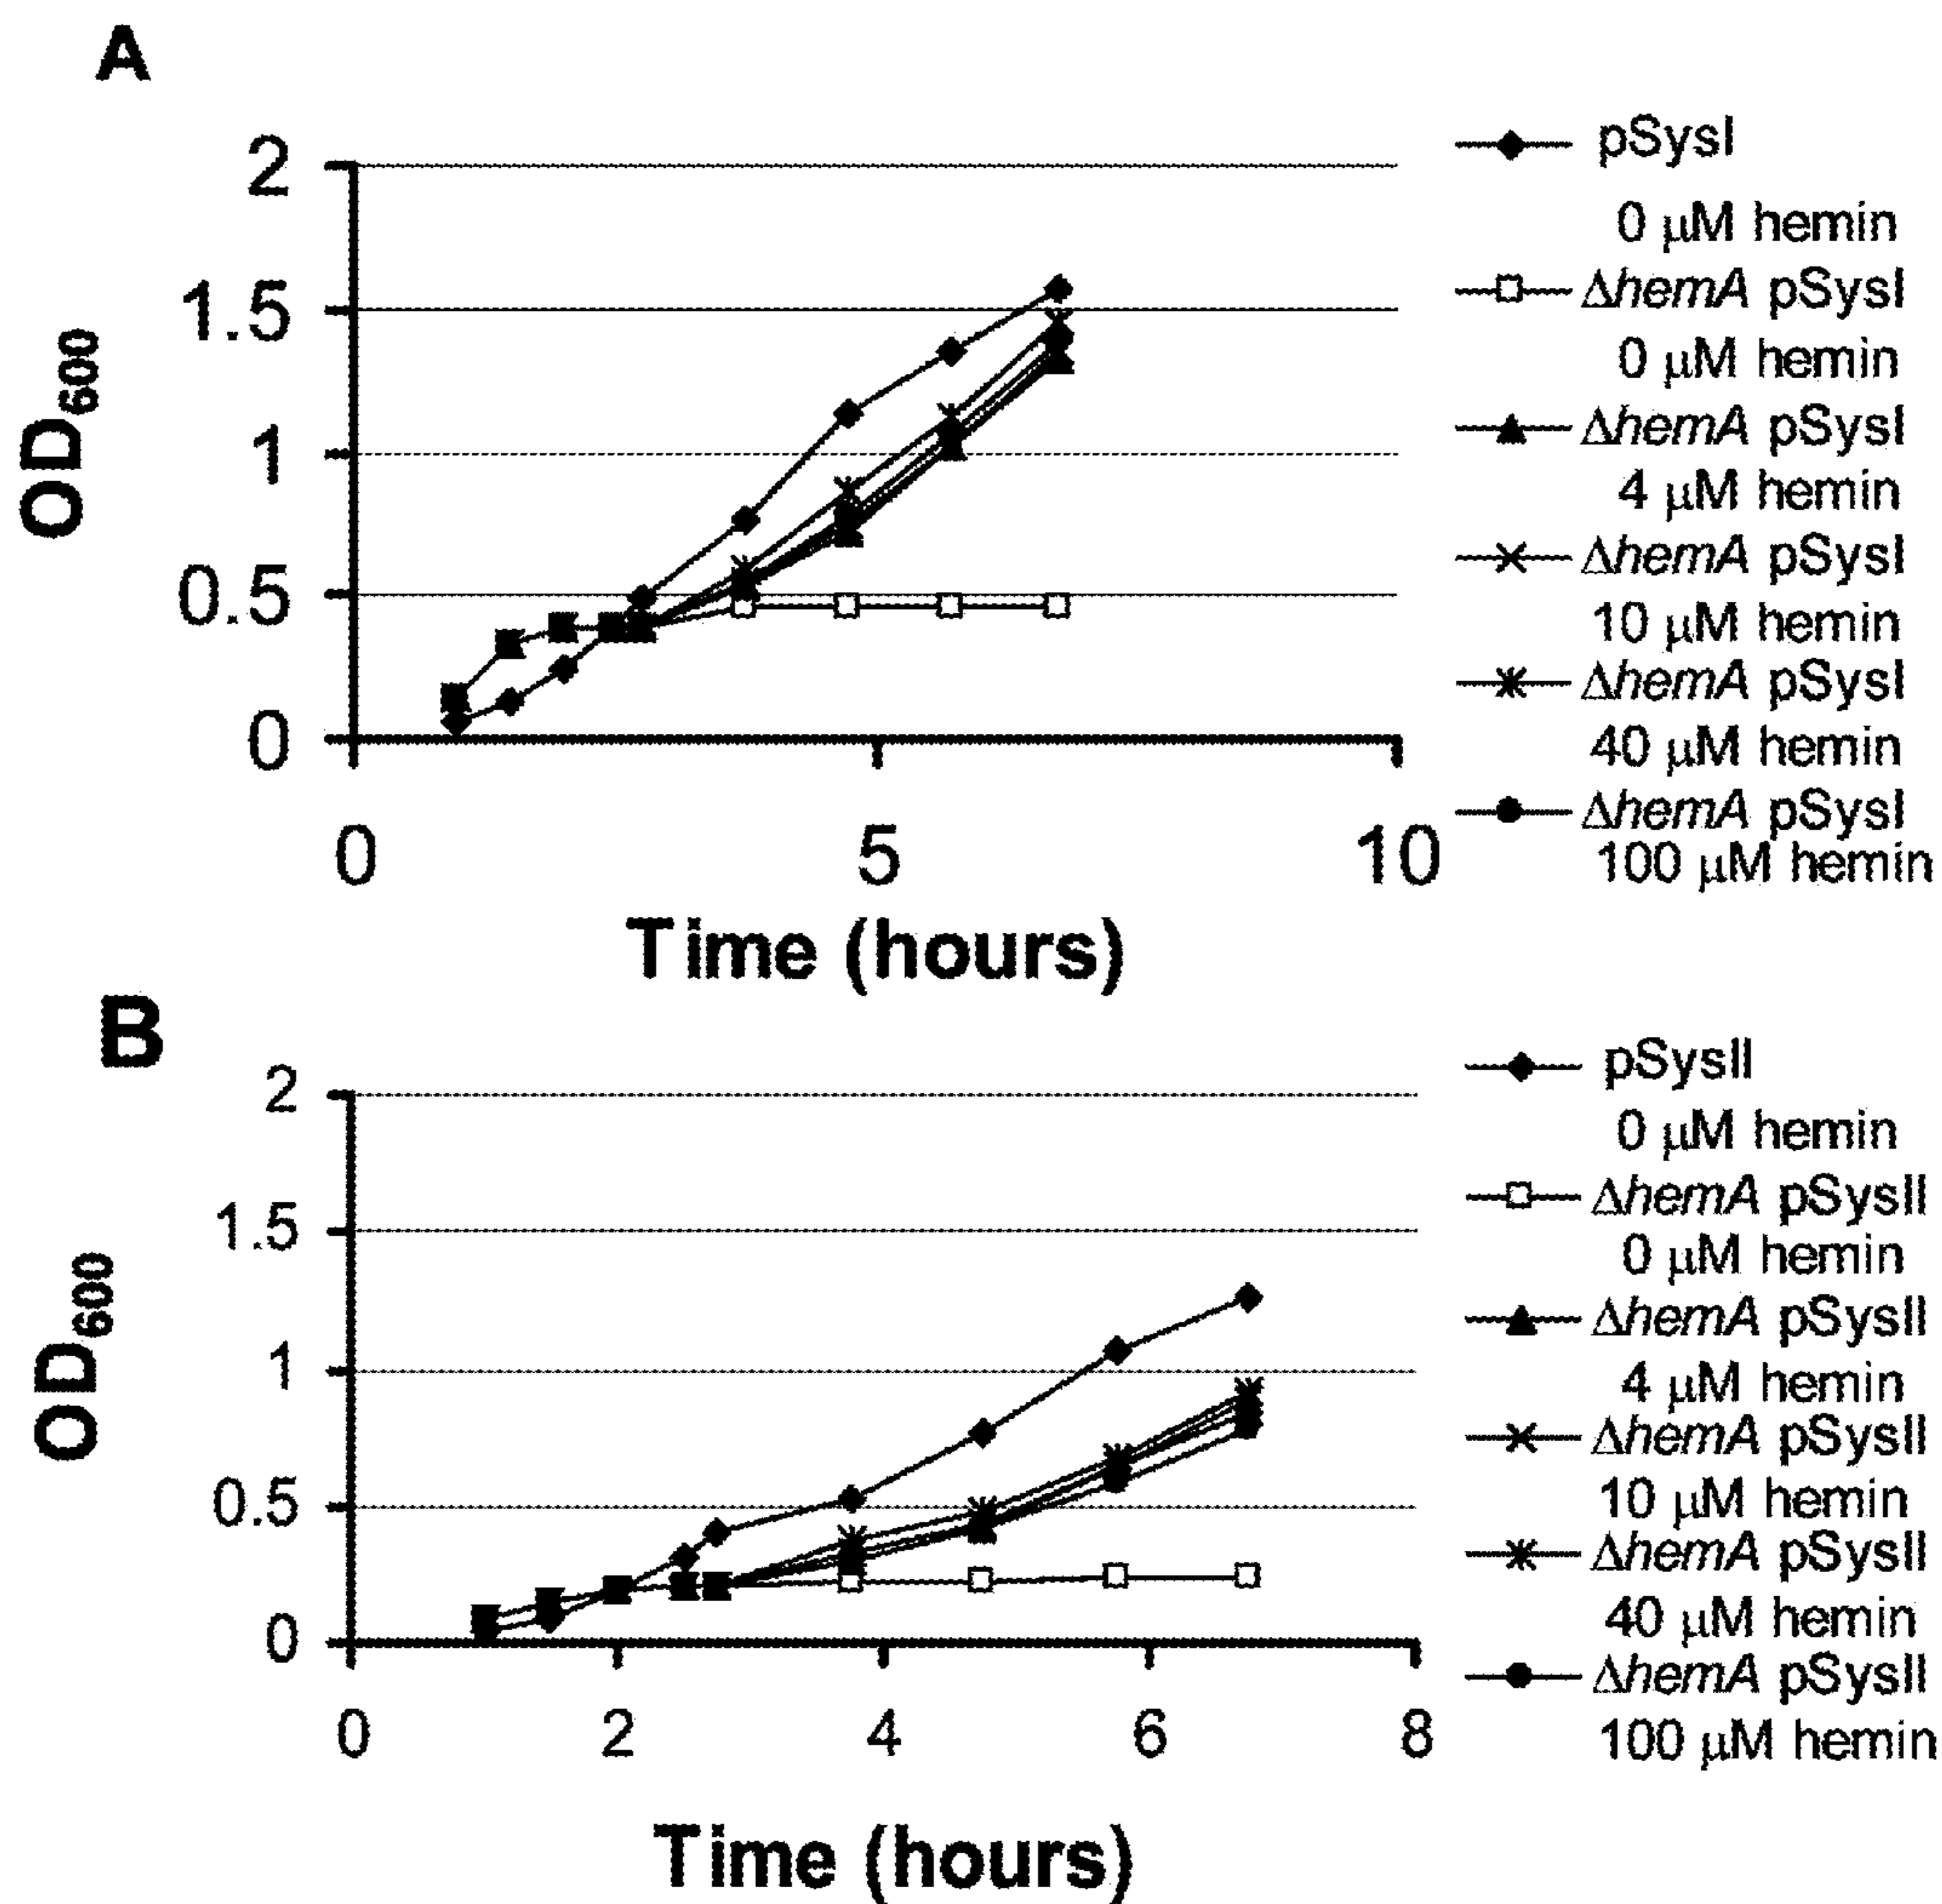 A
2
1.5
1
0.5
0
OD600
0
5
10
Time (hours)
pSysI
0 µM hemin
ΔhemA pSysI
0 µM hemin
ΔhemA pSysI
4 µM hemin
ΔhemA pSysI
10 µM hemin
ΔhemA pSysI
40 µM hemin
ΔhemA pSysI
100 µM hemin
B
2
1.5
1
0.5
0
OD600
0
2
4
6
8
Time (hours)
pSysII
0 µM hemin
ΔhemA pSysII
0 µM hemin
ΔhemA pSysII
4 µM hemin
ΔhemA pSysII
10 µM hemin
ΔhemA pSysII
40 µM hemin
ΔhemA pSysII
100 µM hemin